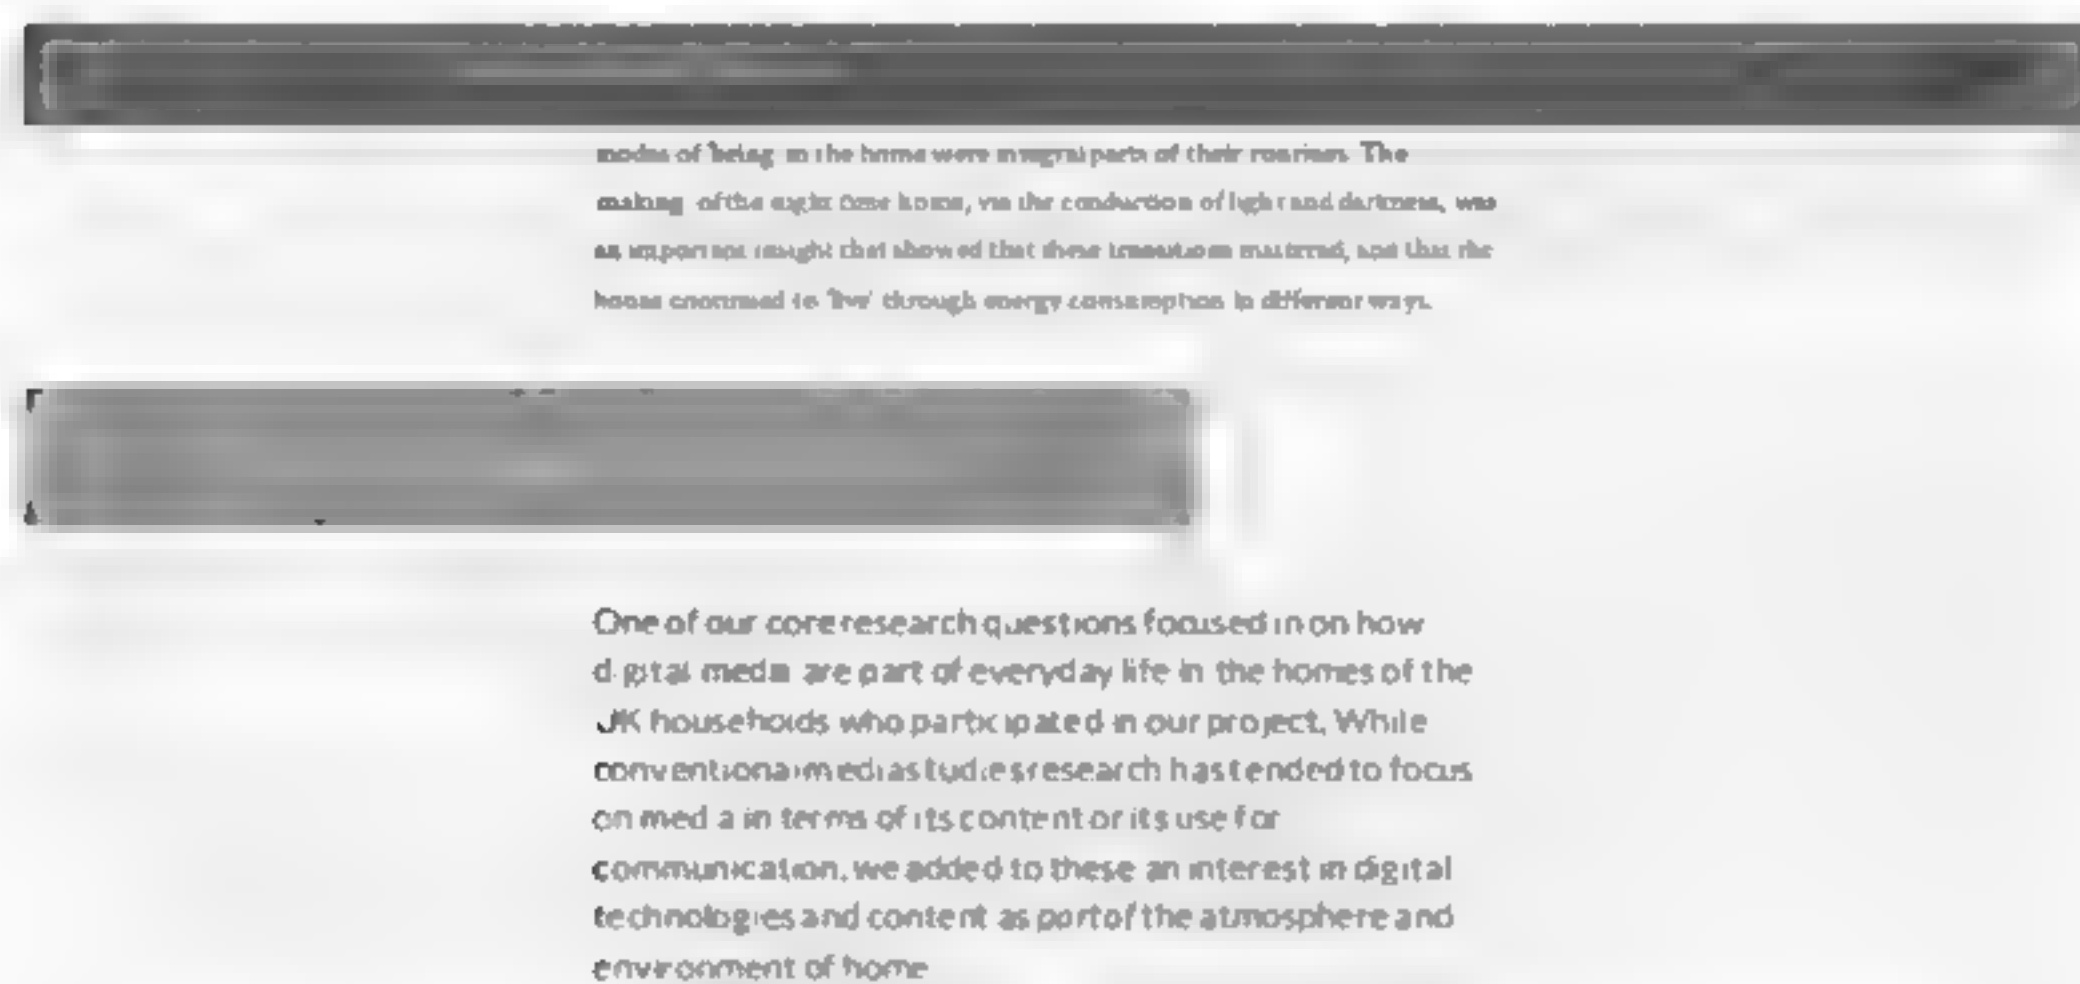 modes of 'being' in the home were integral parts of their routines. The
making of the night time home, via the conduction of light and darkness, was
an important insight that showed that these transitions mattered, and that the
house continued to 'live' through energy consumption in different ways.
One of our core research questions focused in on how
digital media are part of everyday life in the homes of the
UK households who participated in our project. While
conventional media studies research has tended to focus
on media in terms of its content or its use for
communication, we added to these an interest in digital
technologies and content as part of the atmosphere and
environment of home